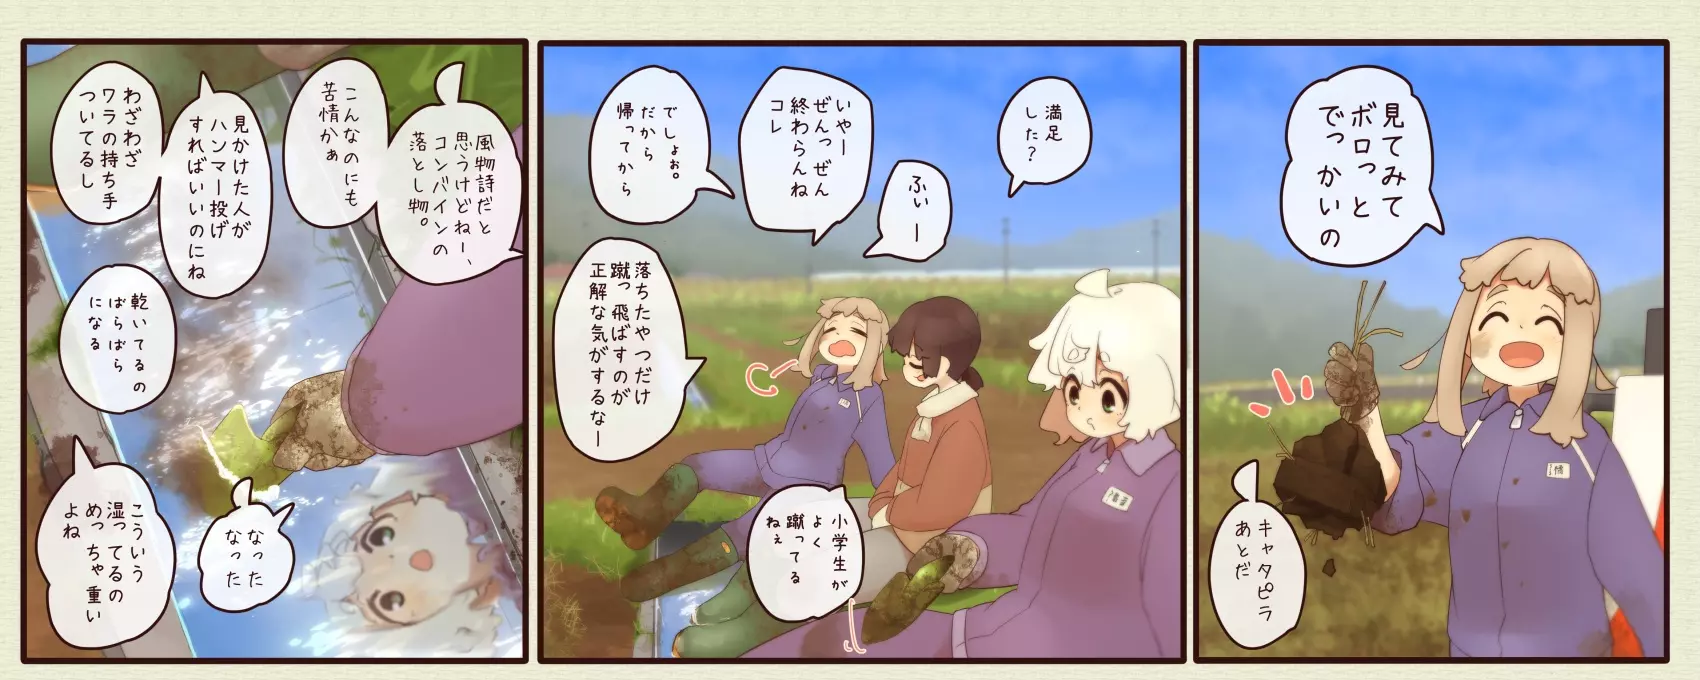 見てみて
ボロっと
でっかいの
キャタピラ
あとだ
満足
した?
ふぃー
いやー
ぜんっぜん
終わらんね
コレ
でしょぉ。
だから
帰ってから
落ちたやつだけ
蹴っ飛ばすのが
正解な気がするなー
小学生が
よく
蹴ってる
ねぇ
風物詩だと
思うけどねー、
コンバインの
落とし物。
こんなのにも
苦情かぁ
見かけた人が
ハンマー投げ
すればいいのにね
わざわざ
ワラの持ち手
ついてるし
乾いてるの
ばらばら
になる
なった
なった
こういう
湿ってるの
めっちゃ重い
よね